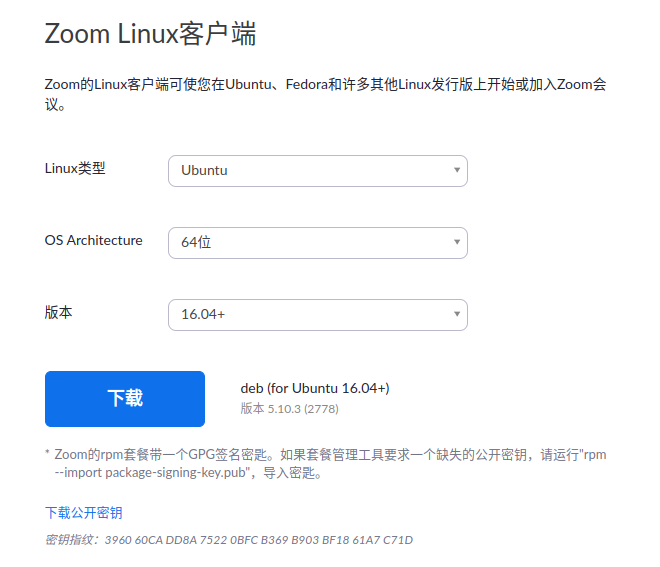 Zoom Linux客户端
Zoom的Linux客户端可使您在Ubuntu、Fedora和许多其他Linux发行版上开始或加入Zoom会
议。
Linux类型
Ubuntu
OS Architecture
64位
版本
16.04+
下载
deb (for Ubuntu 16.04+)
版本 5.10.3 (2778)
* Zoom的rpm套餐带一个GPG签名密匙。如果套餐管理工具要求一个缺失的公开密钥，请运行"rpm
--import package-signing-key.pub"，导入密匙。
下载公开密钥
密钥指纹：3960 60CA DD8A 7522 0BFC B369 B903 BF18 61A7 C71D